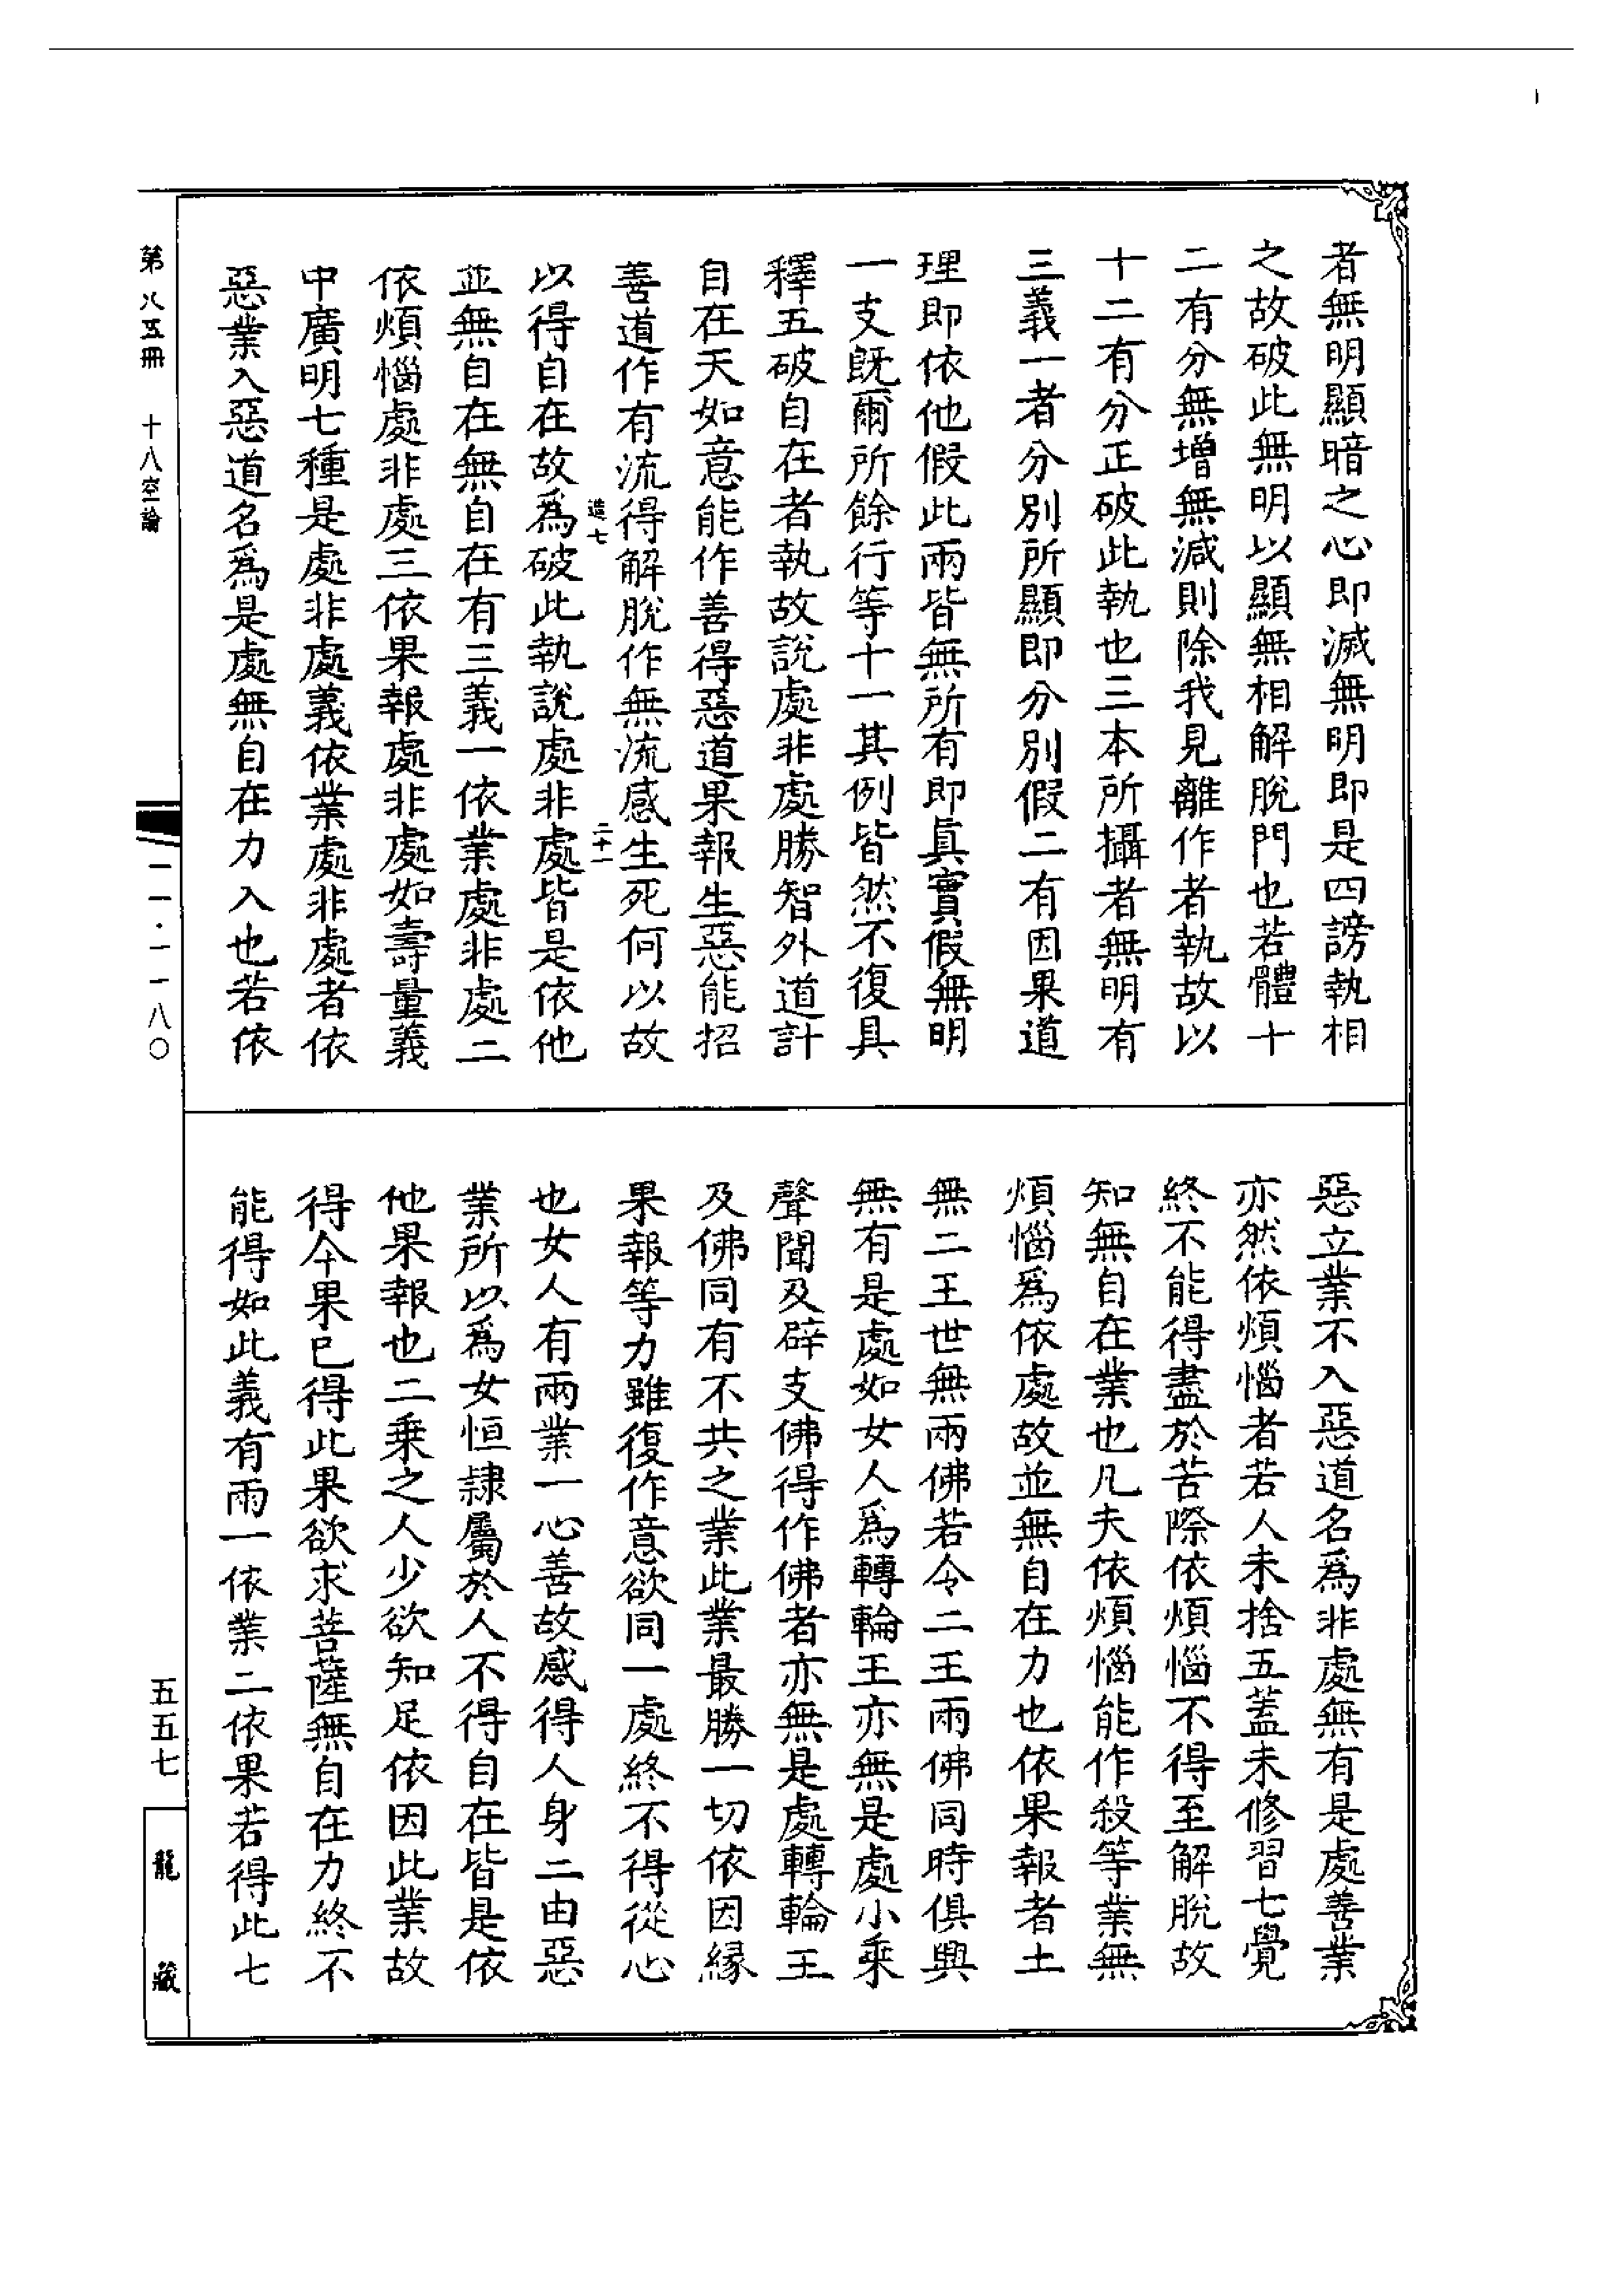 者無明顯暗之心即滅無明即是四謗執相
之故破此無明以顯無相解脫門也若體十
二有分無增無減則除我見離作者執故以
十二有分正破此執也三本所攝者無明有
三義一者分別所顯即分別假二有因果道
理即依他假此兩皆無所有即眞實假無明
一支既爾所餘行等十一其例皆然不復具
釋五破自在者執故說處非處勝智外道計
自在天如意能作善得惡道果報生惡能招
善道作有流得解脫作無流感生死何以故
造七 二十一
以得自在故爲破此執說處非處皆是依他
並無自在無自在有三義一依業處非處二
依煩惱處非處三依果報處非處如壽量義
中廣明七種是處非處義依業處非處者依
惡業入惡道名爲是處無自在力入也若依
惡立業不入惡道名爲非處無有是處善業
亦然依煩惱者若人未捨五蓋未修習七覺
終不能得盡於苦際依煩惱不得至解脫故
知無自在業也凡夫依煩惱能作殺等業無
煩惱爲依處故並無自在力也依果報者土
無二王世無兩佛若令二王兩佛同時俱興
無有是處如女人爲轉輪王亦無是處小乘
聲聞及辟支佛得作佛者亦無是處轉輪王
及佛同有不共之業此業最勝一切依因緣
果報等力雖復作意欲同一處終不得從心
也女人有兩業一心善故感得人身二由惡
業所以爲女恒隸屬於人不得自在皆是依
他果報也二乘之人少欲知足依因此業故
得今果已得此果欲求菩薩無自在力終不
能得如此義有兩一依業二依果若得此七
第八五冊 十八空論
一一·一一八〇
五五七
龍藏